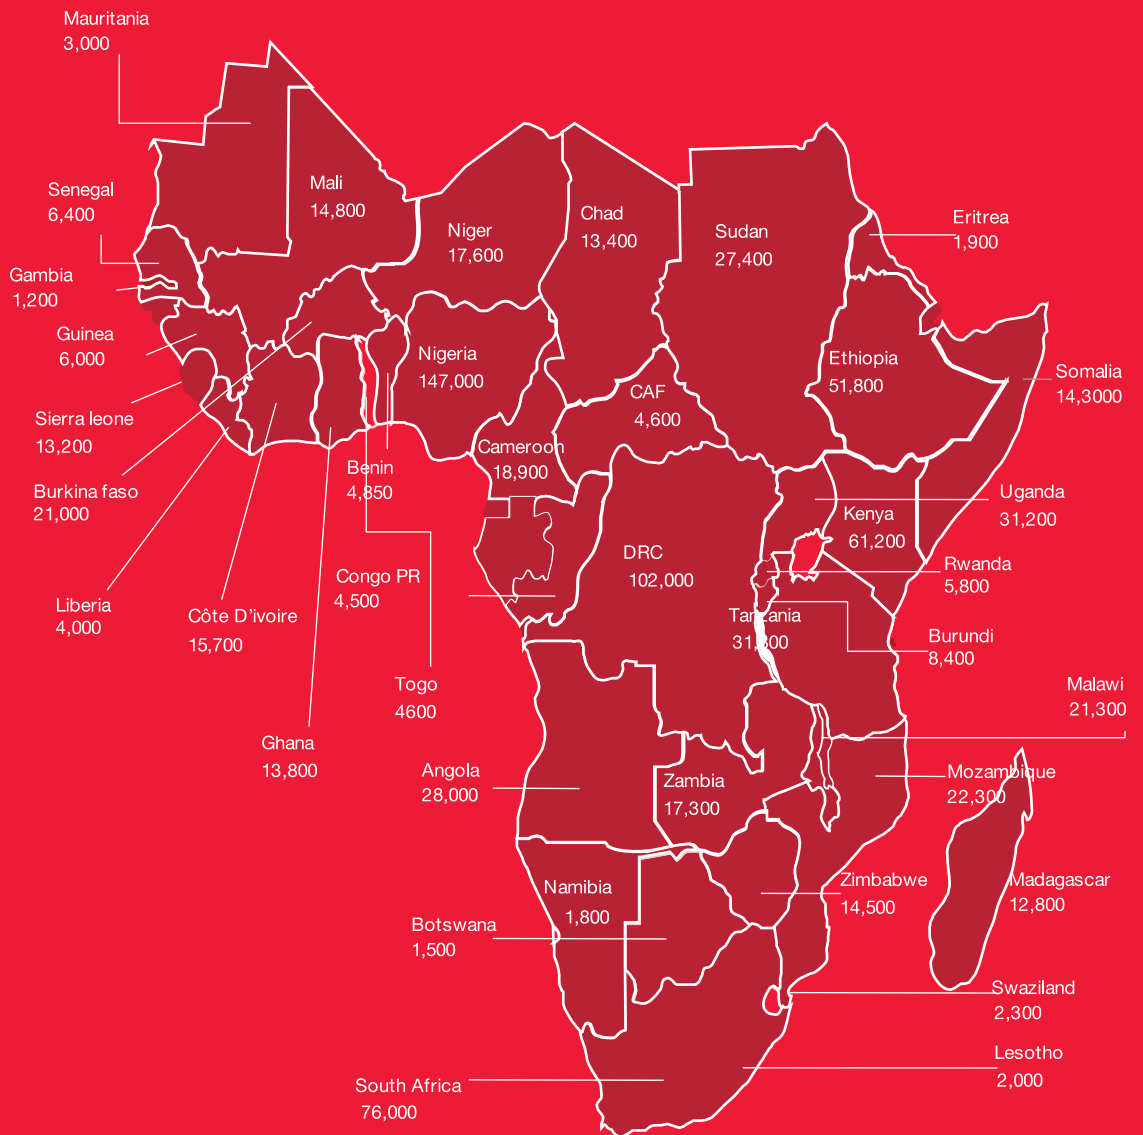 Mauritania
3,000
Mali
14,800
Senegal
6,400
Niger
17,600
Chad
13,400
Sudan
27,400
Eritrea
1,900
Gambia
1,200
Guinea
6,000
Nigeria
147,000
Ethiopia
51,800
Somalia
14,3000
CAF
4,600
Sierra leone
13,200
Cameroon
18,900
Benin
4,850
Burkina faso
21,000
Uganda
31,200
Kenya
61,200
DRC
102,000
Rwanda
5,800
Congo PR
4,500
Liberia
4,000
Côte D'ivoire
15,700
Tanzania
Burundi
8,400
Togo
4600
Malawi
21,300
Ghana
13,800
Angola
28,000
Zambia
17,300
Mozambique
22,300
Namibia
1,800
Zimbabwe
14,500
Madagascar
12,800
Botswana
1,500
Swaziland
2,300
Lesotho
2,000
South Africa
76,000